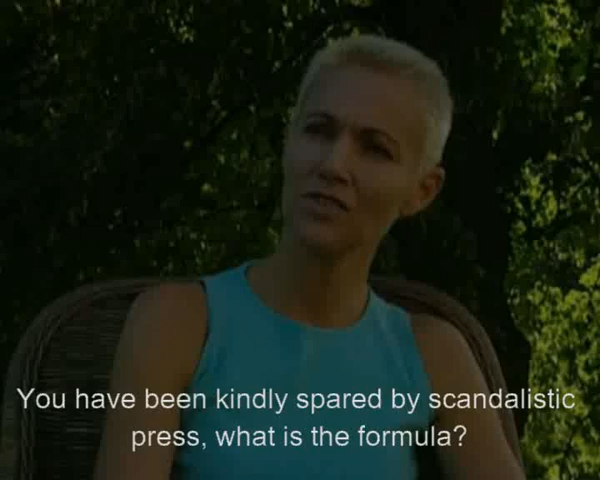 You have been kindly spared by scandalistic
press, what is the formula?